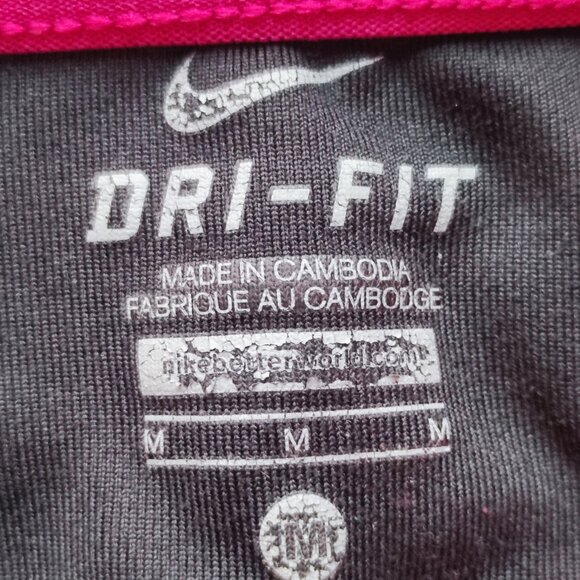 DRI-FIT
MADE IN CAMBODIA
FABRIQUE AU CAMBODGE
nikebetterworld.com
M M M
M